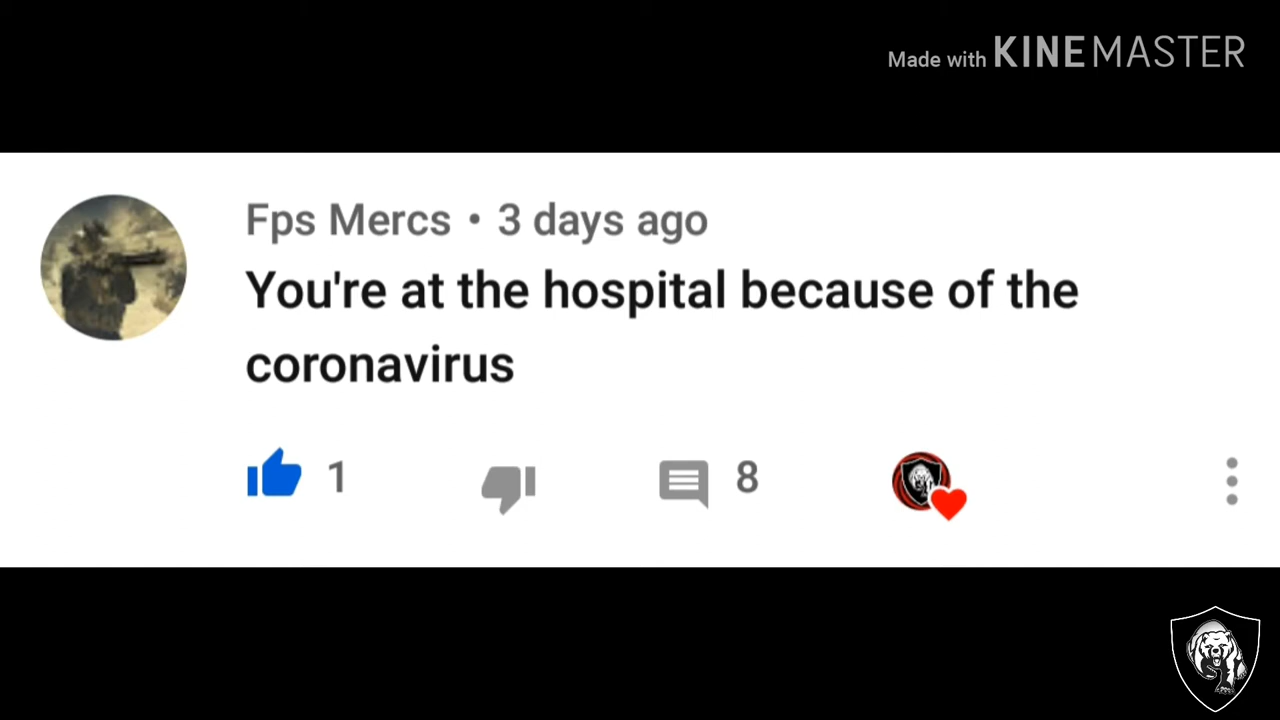 Made with KINEMASTER
Fps Mercs • 3 days ago
You're at the hospital because of the
coronavirus
1 8